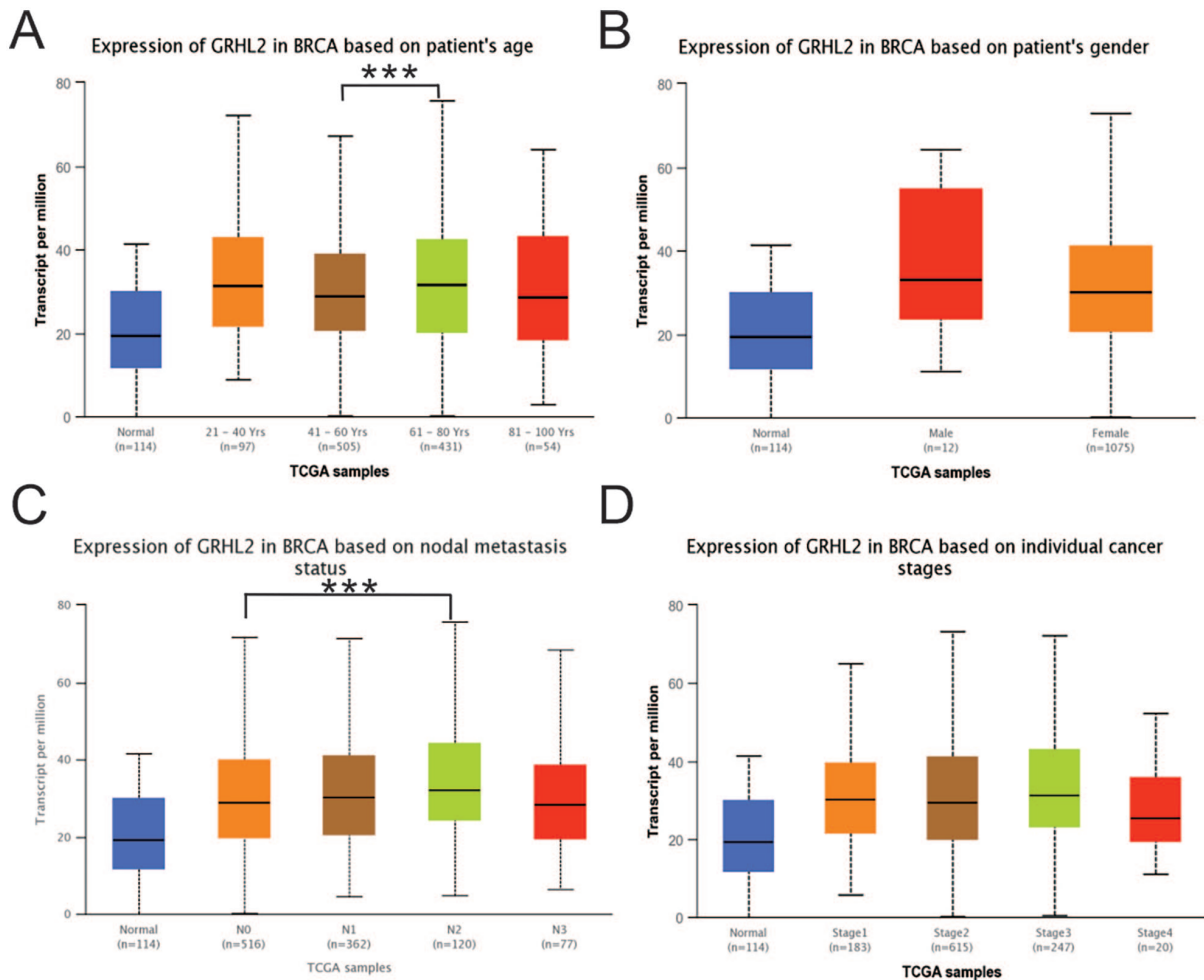 A
Expression of GRHL2 in BRCA based on patient's age
***
80
60
40
20
0
Transcript per million
Normal
(n=114)
21 – 40 Yrs
(n=97)
41 – 60 Yrs
(n=505)
61 – 80 Yrs
(n=431)
81 – 100 Yrs
(n=54)
TCGA samples
B
Expression of GRHL2 in BRCA based on patient's gender
80
60
40
20
0
Transcript per million
Normal
(n=114)
Male
(n=12)
Female
(n=1075)
TCGA samples
C
Expression of GRHL2 in BRCA based on nodal metastasis
status
***
80
60
40
20
0
Transcript per million
Normal
(n=114)
N0
(n=516)
N1
(n=362)
N2
(n=120)
N3
(n=77)
TCGA samples
D
Expression of GRHL2 in BRCA based on individual cancer
stages
80
60
40
20
0
Transcript per million
Normal
(n=114)
Stage1
(n=183)
Stage2
(n=615)
Stage3
(n=247)
Stage4
(n=20)
TCGA samples